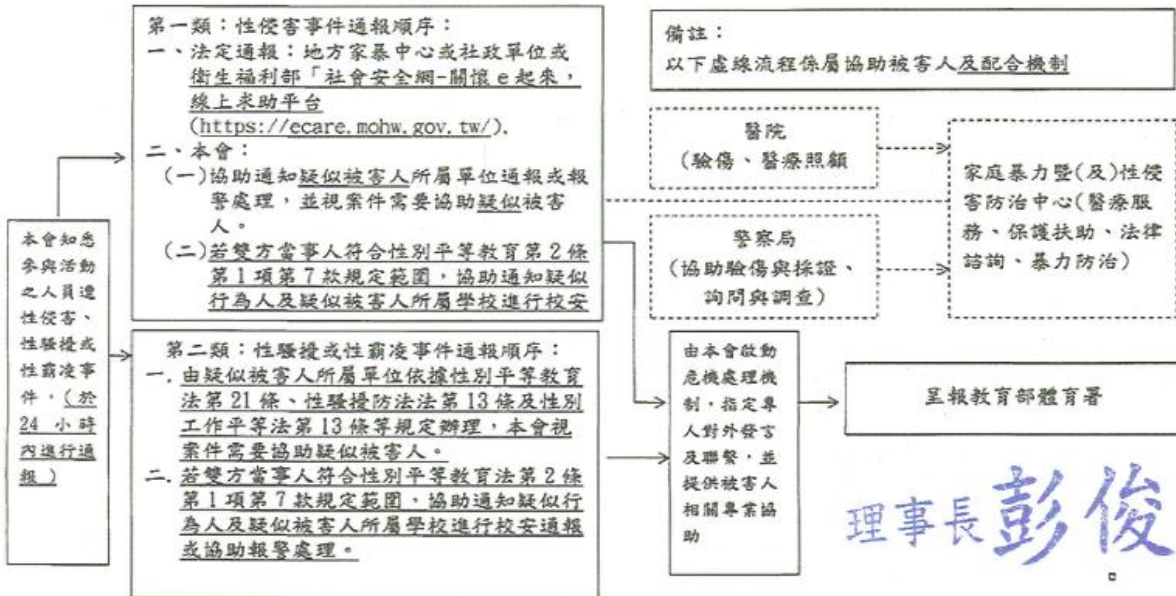 本會知悉
參與活動
之人員遭
性侵害、
性騷擾或
性霸凌事
件，(於
24 小時
內進行通
報)
第一類：性侵害事件通報順序：
一、法定通報：地方家暴中心或社政單位或
衛生福利部「社會安全網-關懷 e 起來，
線上求助平台
(https://ecare.mohw.gov.tw/).
二、本會：
(一)協助通知疑似被害人所屬單位通報或報
警處理，並視案件需要協助疑似被害
人。
(二)若雙方當事人符合性別平等教育第 2 條
第 1 項第 7 款規定範圍，協助通知疑似
行為人及疑似被害人所屬學校進行校安
第二類：性騷擾或性霸凌事件通報順序：
一. 由疑似被害人所屬單位依據性別平等教育
法第 21 條、性騷擾防法法第 13 條及性別
工作平等法第 13 條等規定辦理，本會視
案件需要協助疑似被害人。
二. 若雙方當事人符合性別平等教育法第 2 條
第 1 項第 7 款規定範圍，協助通知疑似行
為人及疑似被害人所屬學校進行校安通報
或協助報警處理。
備註：
以下虛線流程係屬協助被害人及配合機制
醫院
(驗傷、醫療照顧
警察局
(協助驗傷與採證、
詢問與調查)
家庭暴力暨(及)性侵
害防治中心(醫療服
務、保護扶助、法律
諮詢、暴力防治)
由本會啟動
危機處理機
制，指定專
人對外發言
及聯繫，並
提供被害人
相關專業協
助
呈報教育部體育署
理事長 彭俊